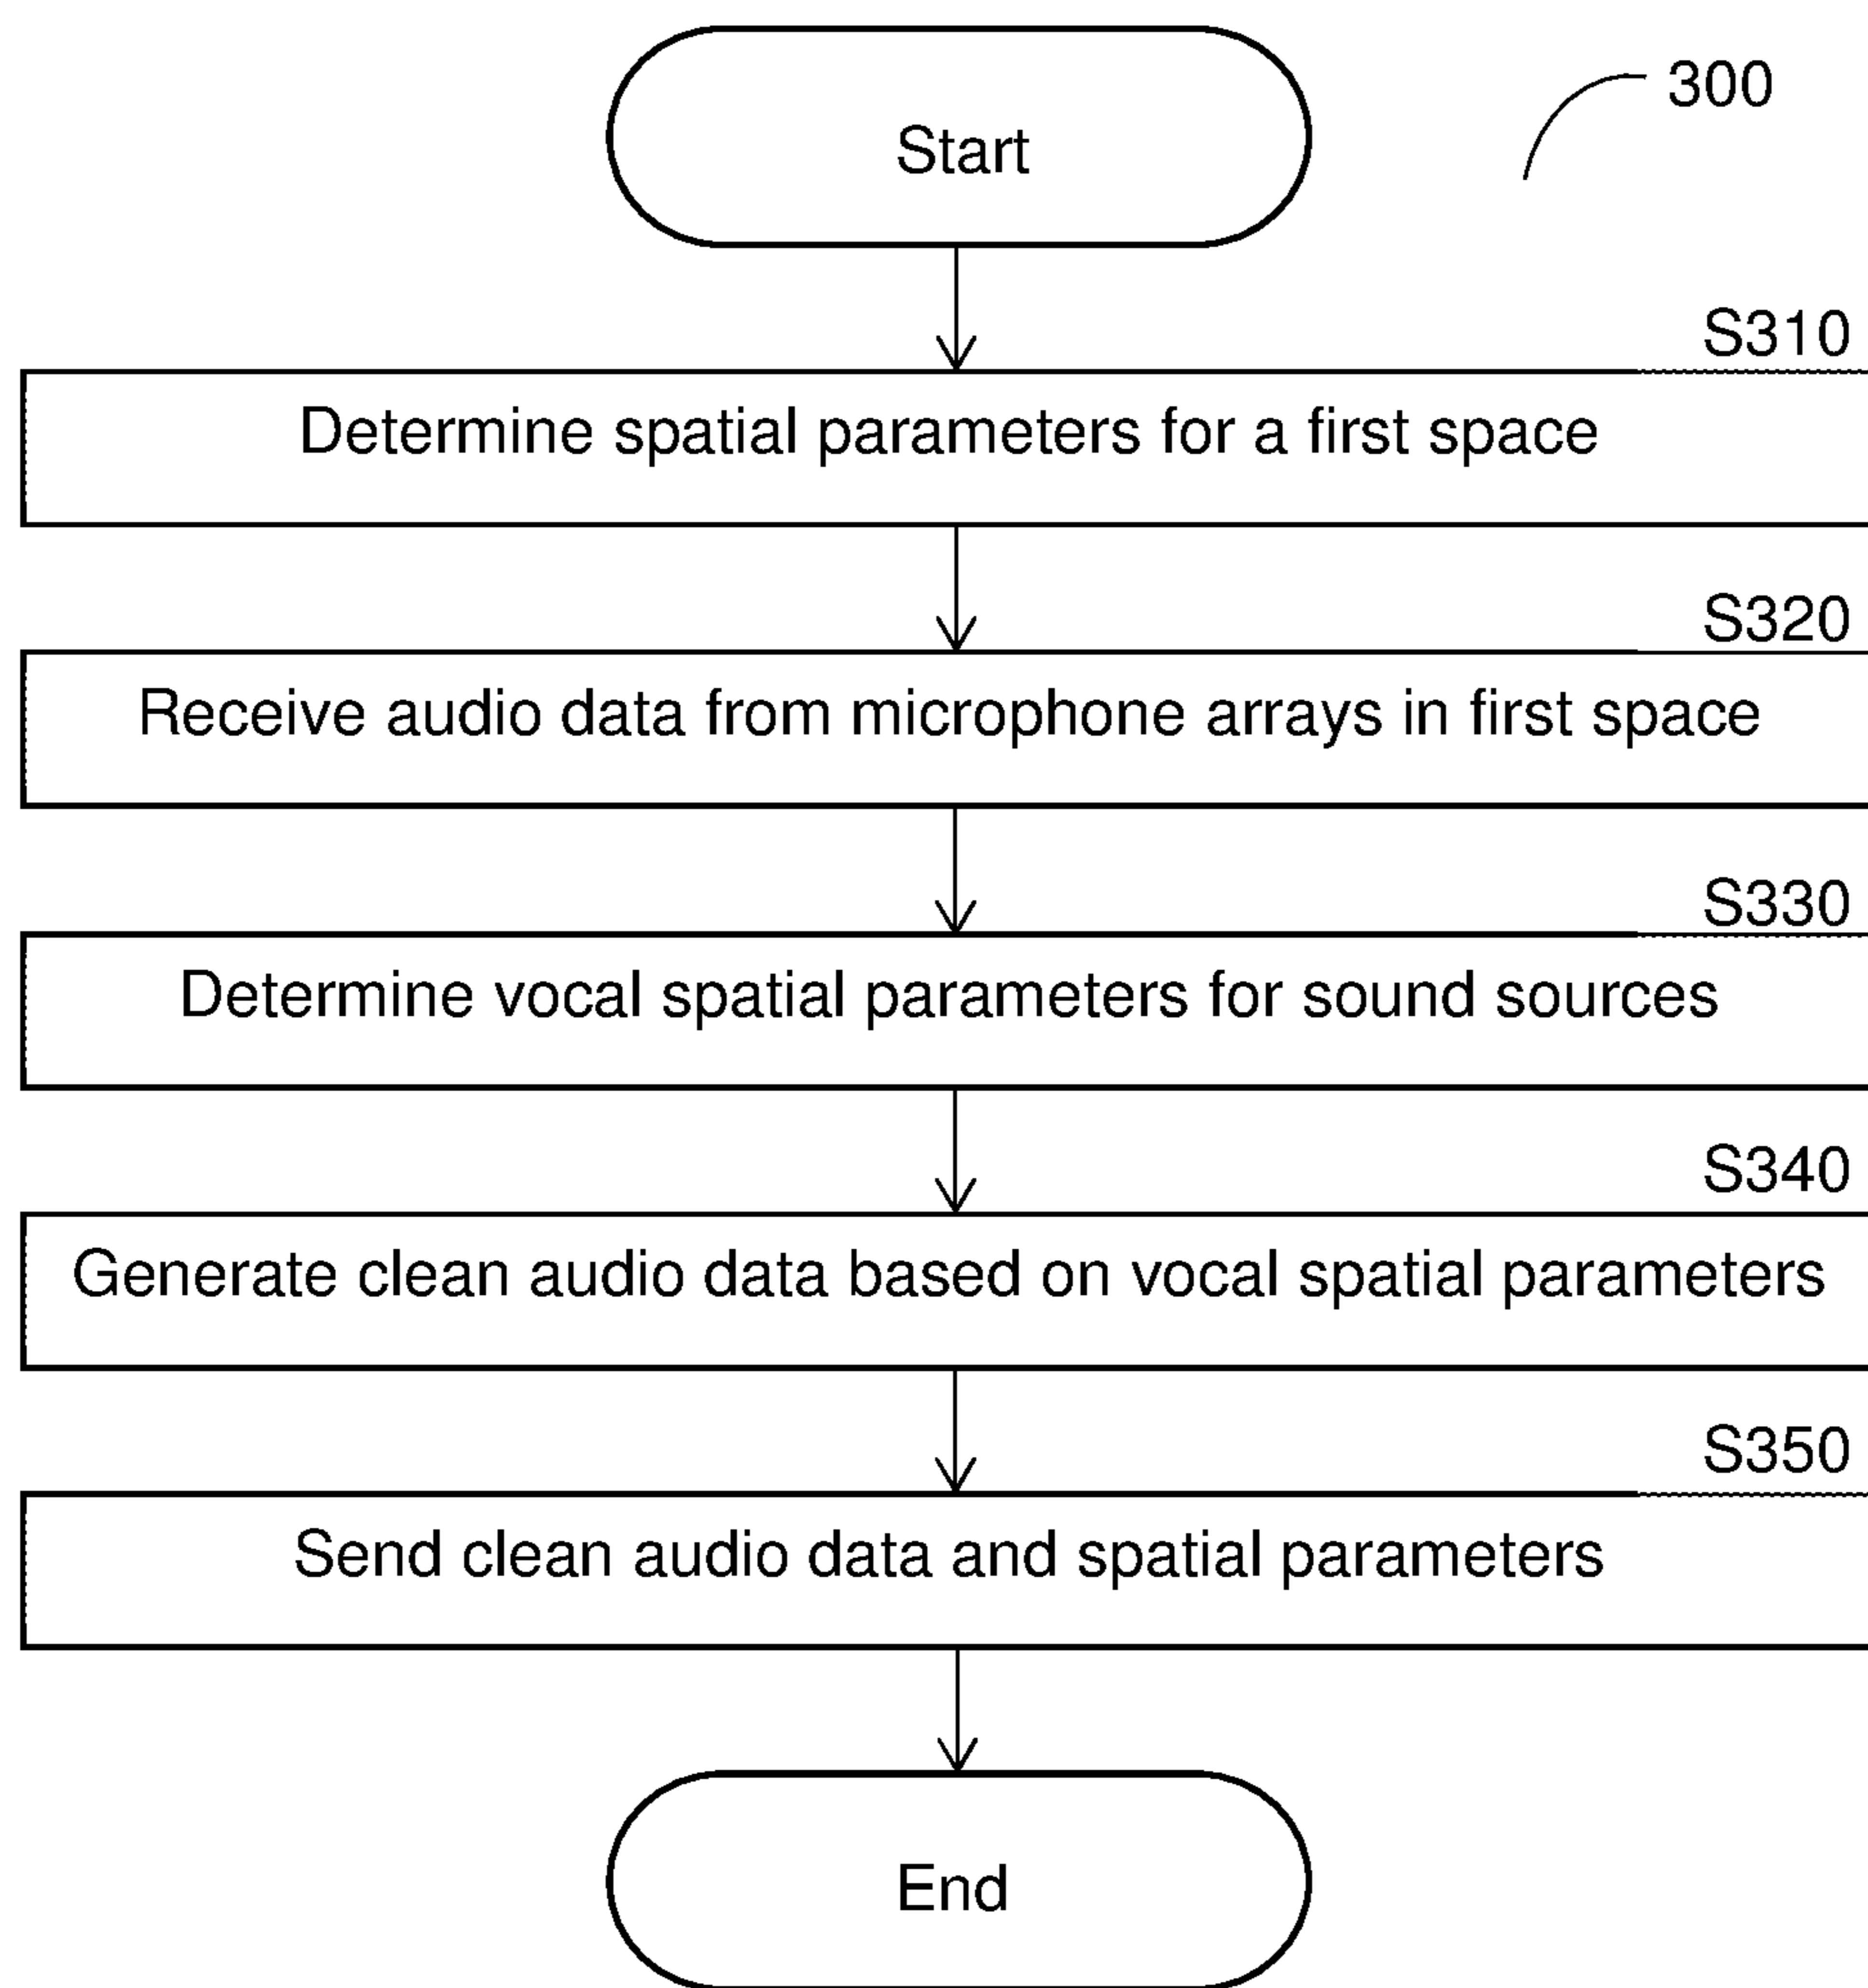 Start
300
S310
Determine spatial parameters for a first space
S320
Receive audio data from microphone arrays in first space
S330
Determine vocal spatial parameters for sound sources
S340
Generate clean audio data based on vocal spatial parameters
S350
Send clean audio data and spatial parameters
End